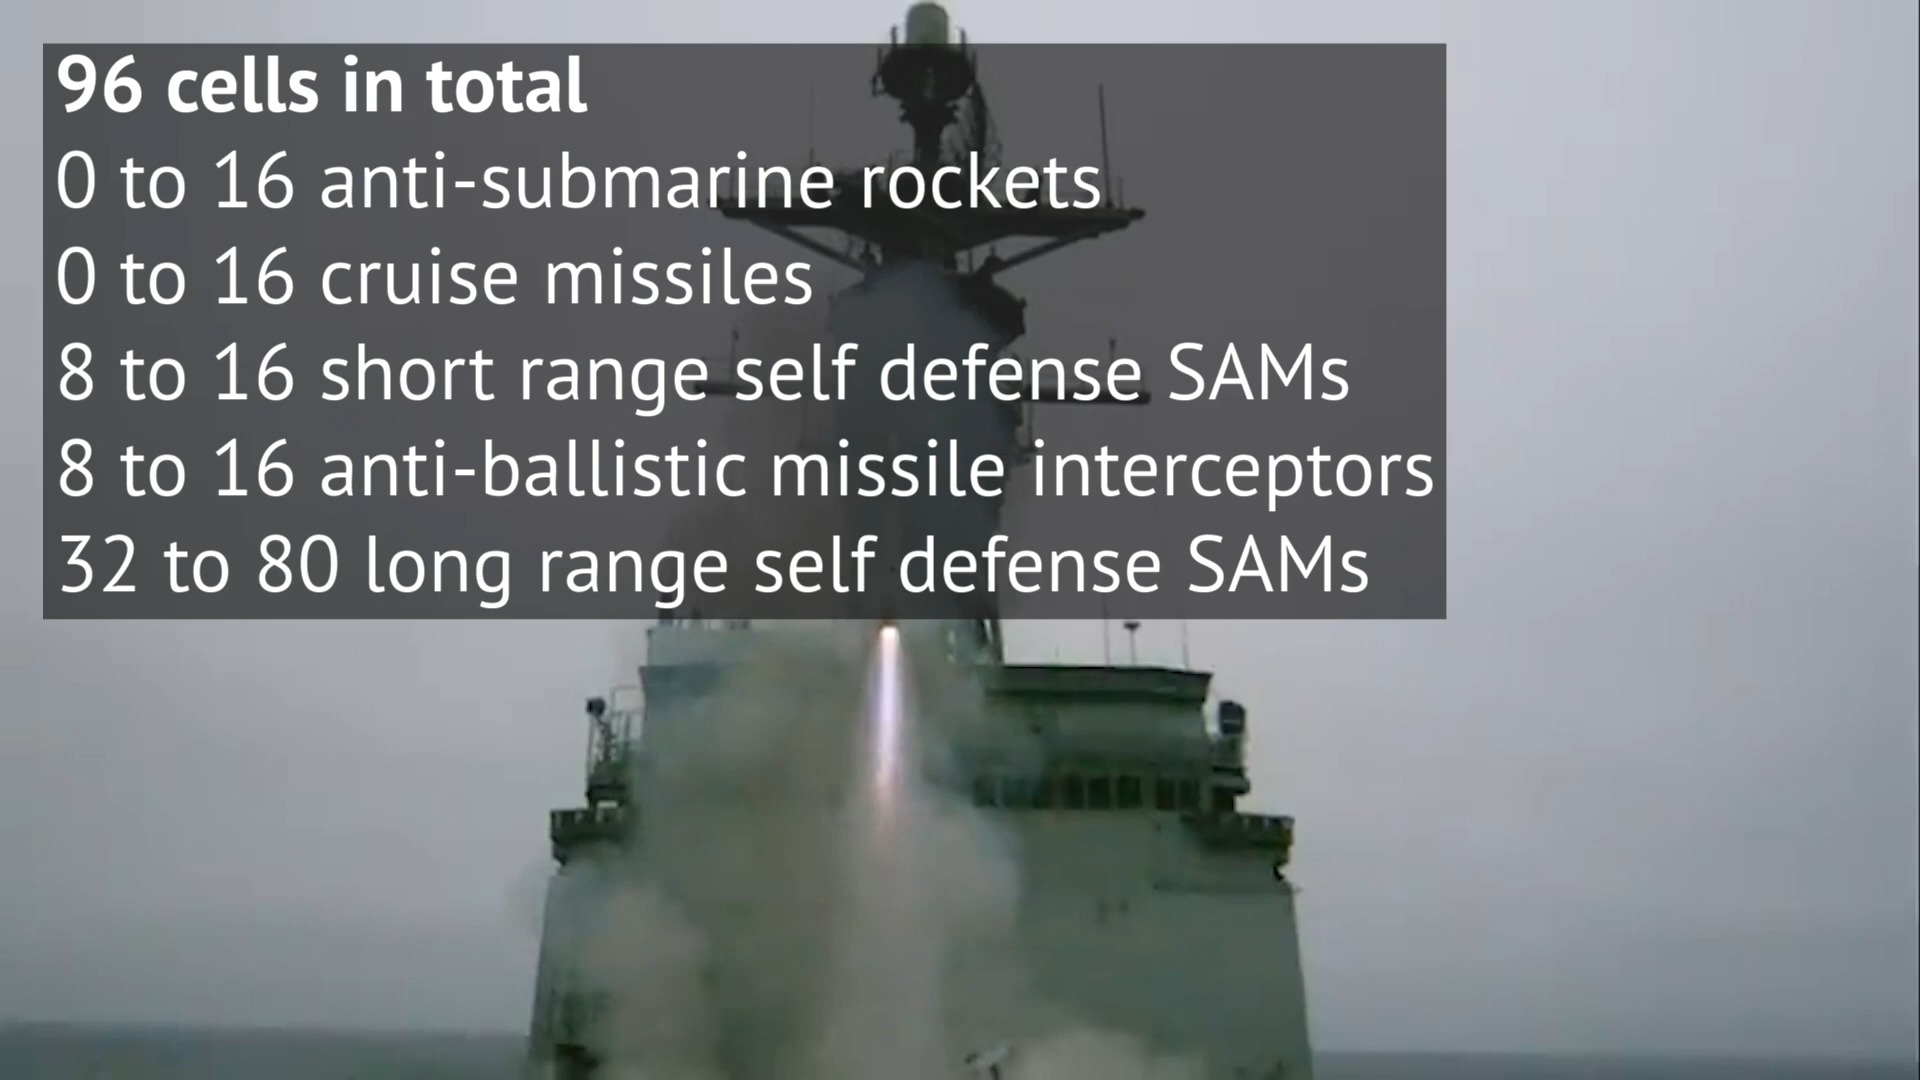 96 cells in total
0 to 16 anti-submarine rockets
0 to 16 cruise missiles
8 to 16 short range self defense SAMs
8 to 16 anti-ballistic missile interceptors
32 to 80 long range self defense SAMs